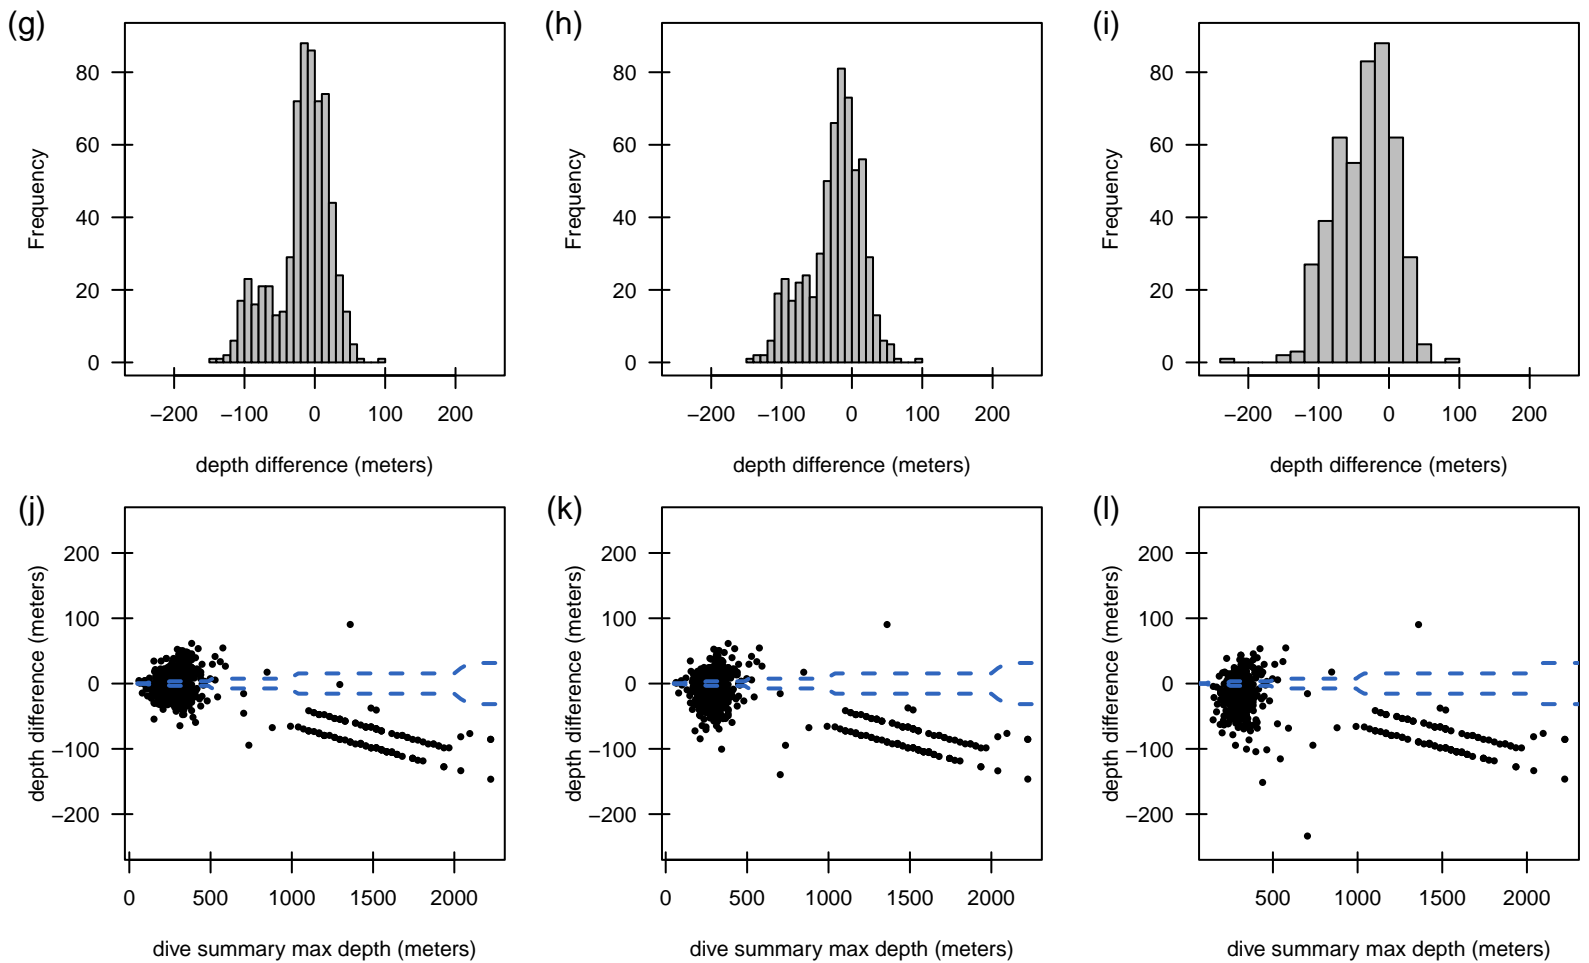 (g) (h) (i)
Frequency Frequency Frequency
80 80 80
60 60 60
40 40 40
20 20 20
0 0 0
−200 −100 0 100 200 −200 −100 0 100 200 −200 −100 0 100 200
depth difference (meters) depth difference (meters) depth difference (meters)
(j) (k) (l)
depth difference (meters) depth difference (meters) depth difference (meters)
200 200 200
100 100 100
0 0 0
−100 −100 −100
−200 −200 −200
0 500 1000 1500 2000 0 500 1000 1500 2000 500 1000 1500 2000
dive summary max depth (meters) dive summary max depth (meters) dive summary max depth (meters)